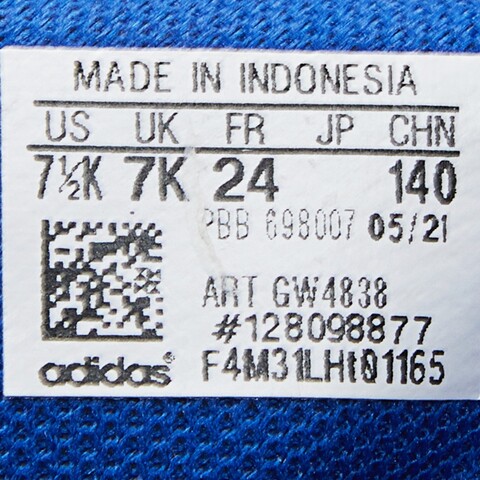 MADE IN INDONESIA
US UK FR JP CHN
7½K 7K 24 140
PBB 698007 05/21
ART GW4838
#128098877
adidas F4M31LHt01165